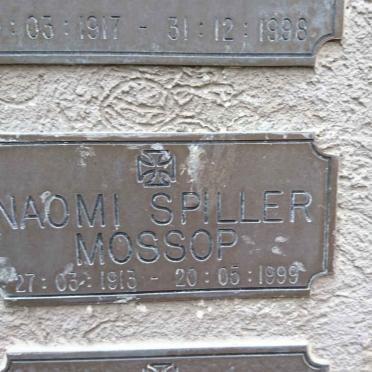 : 03 : 1917 - 31 : 12 : 1998
NAOMI SPILLER
MOSSOP
27 : 03 : 1913 - 20 : 05 : 1999